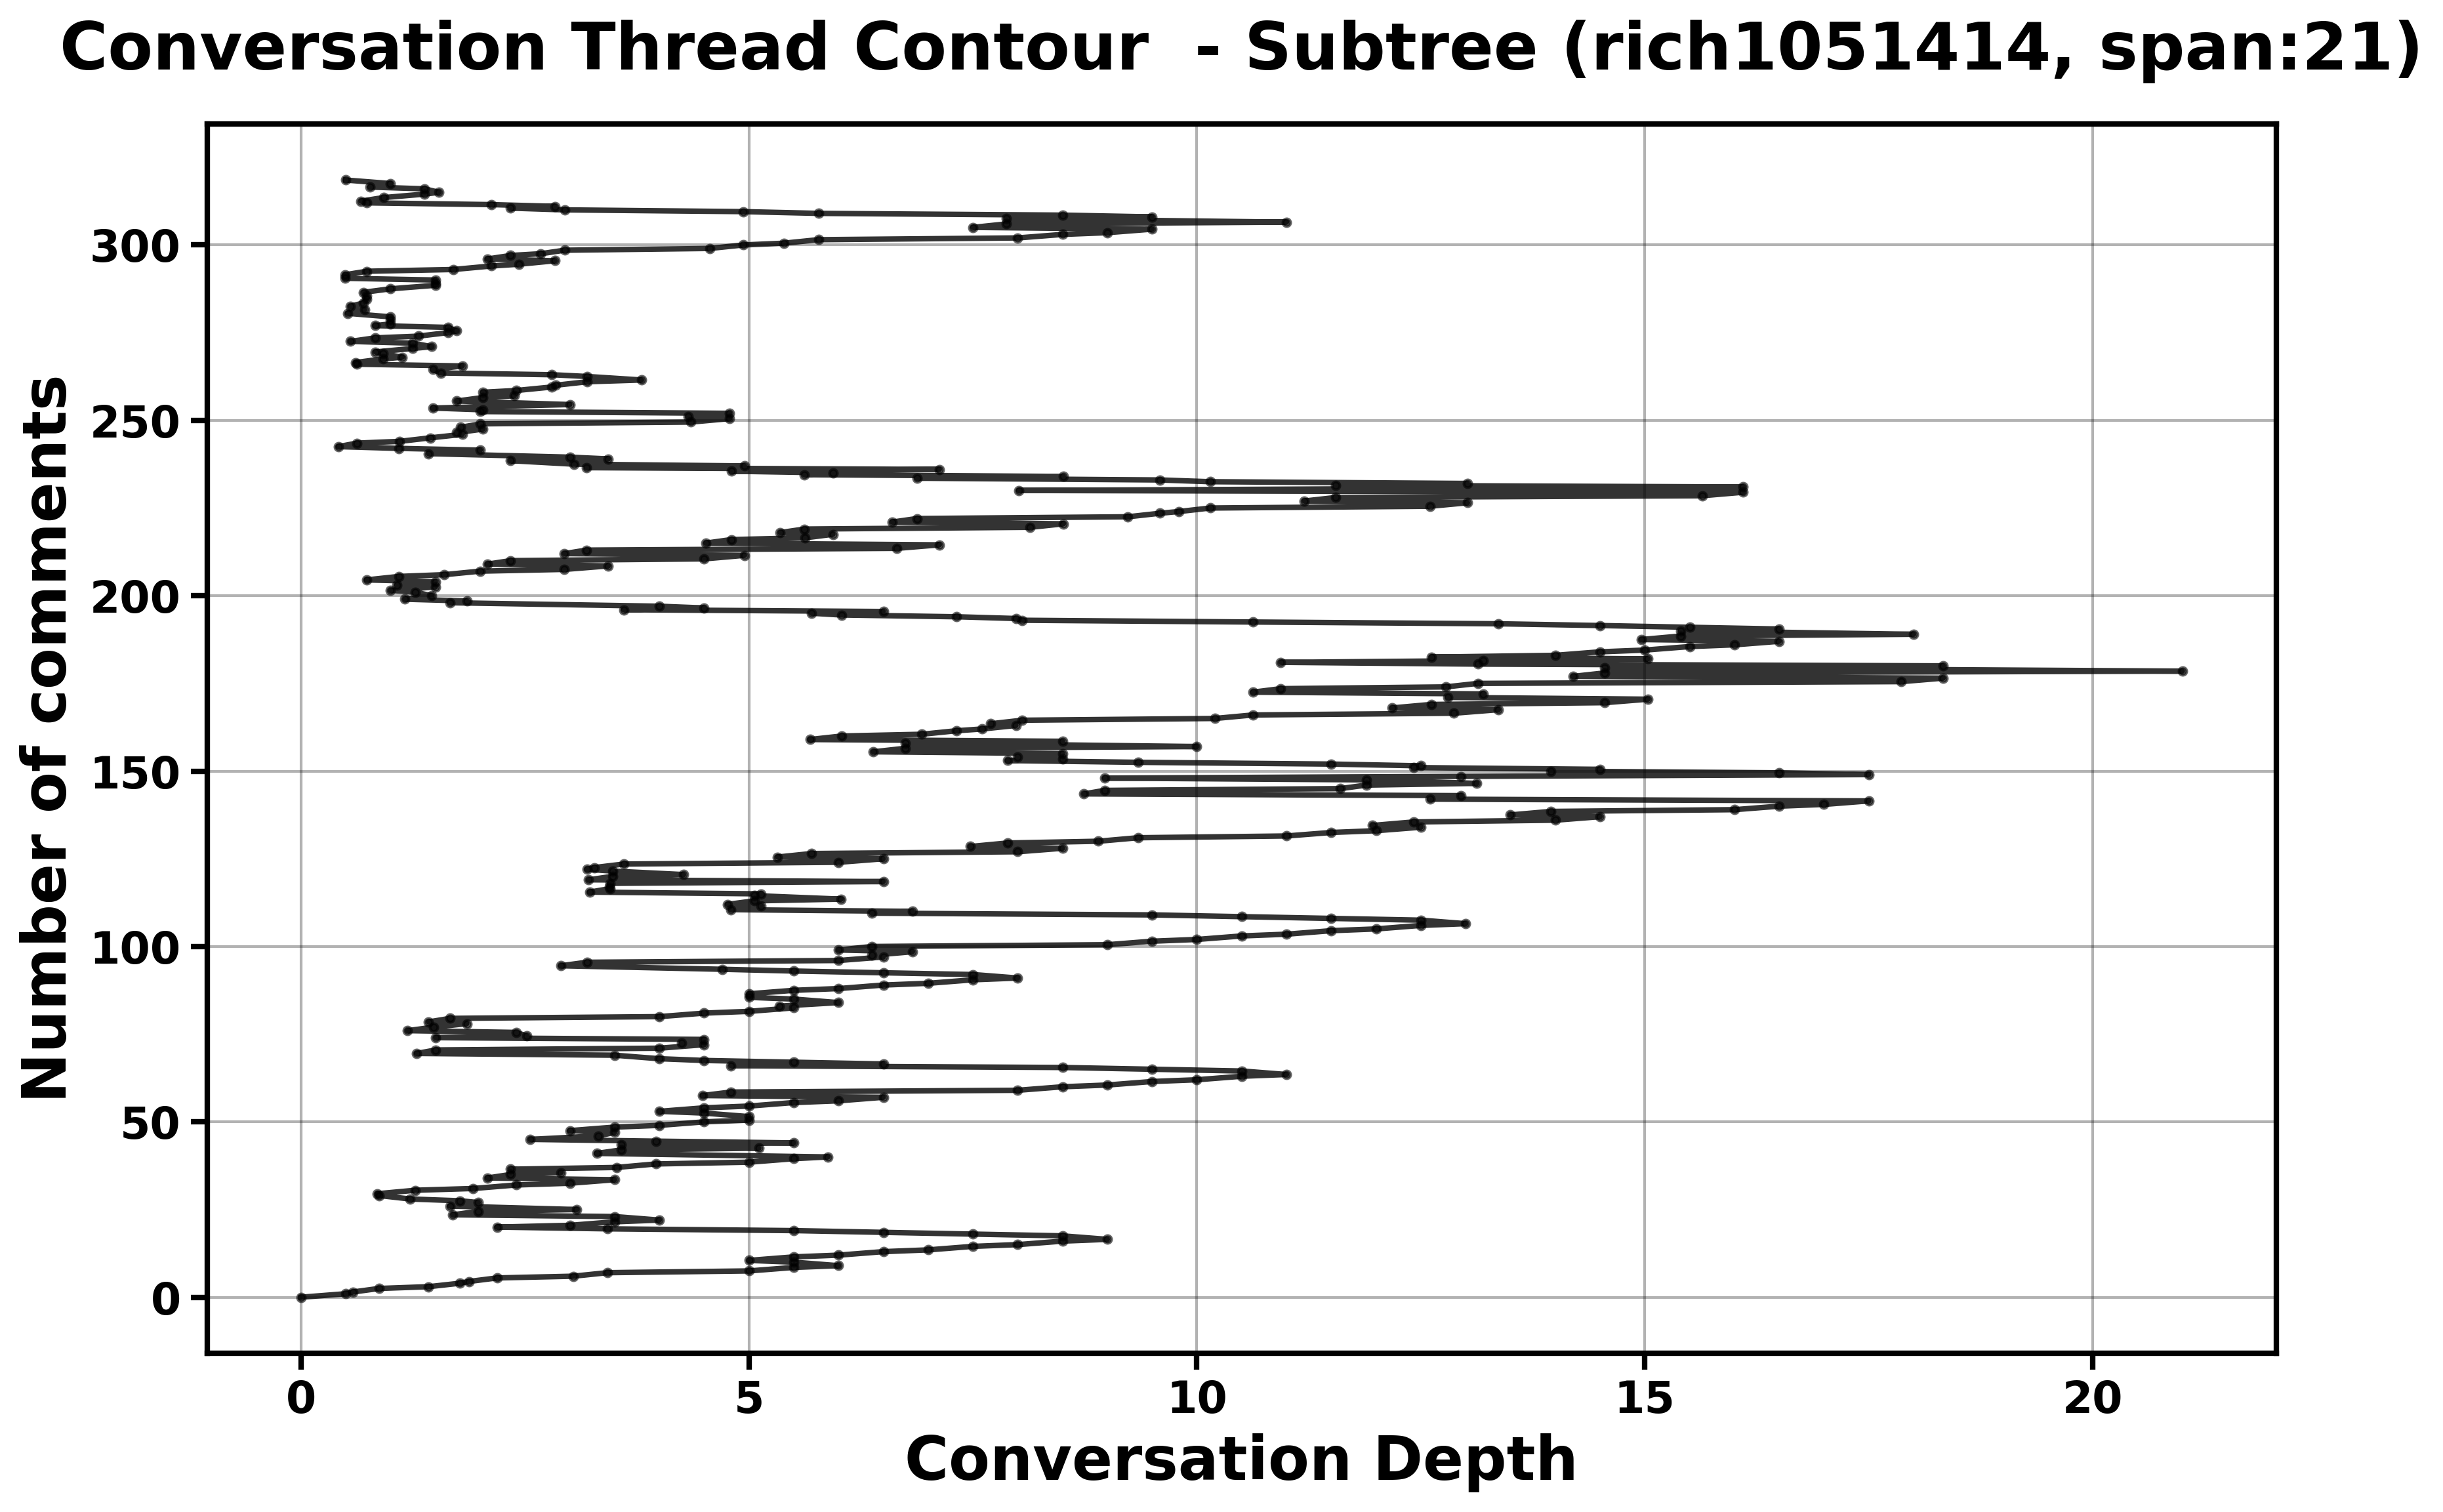 Conversation Thread Contour  - Subtree (rich1051414, span:21)
Number of comments
300
250
200
150
100
50
0
0 5 10 15 20
Conversation Depth